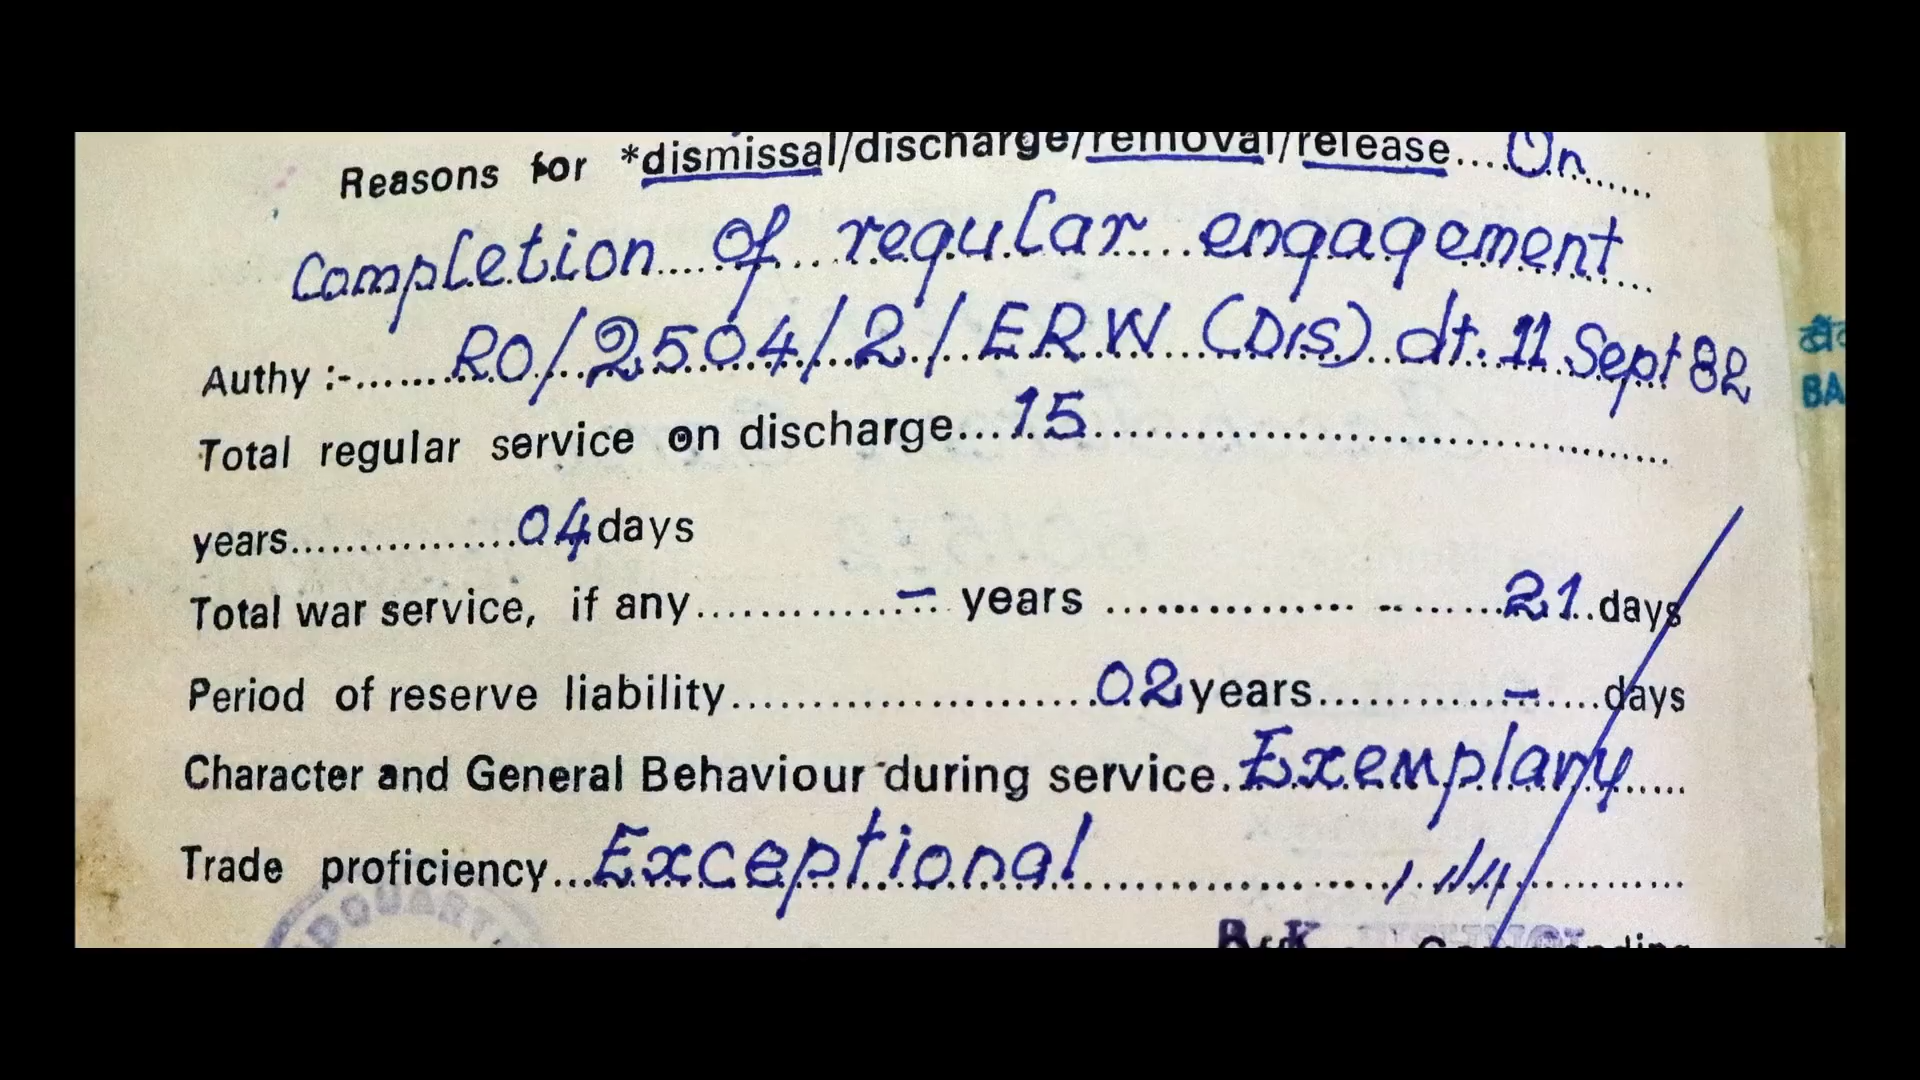 Reasons for *dismissal/discharge/removal/release....On......
Completion....of...regular...engagement...
Authy :-......RO/2504/2/ERW (Dis) dt. 11 Sept 82
BA
Total regular service on discharge...15..........
years.................04 days
Total war service, if any..............–.. years ........................21..days
Period of reserve liability.......................02 years.............–....days
Character and General Behaviour during service. Exemplary.....
Trade proficiency...Exceptional..............................